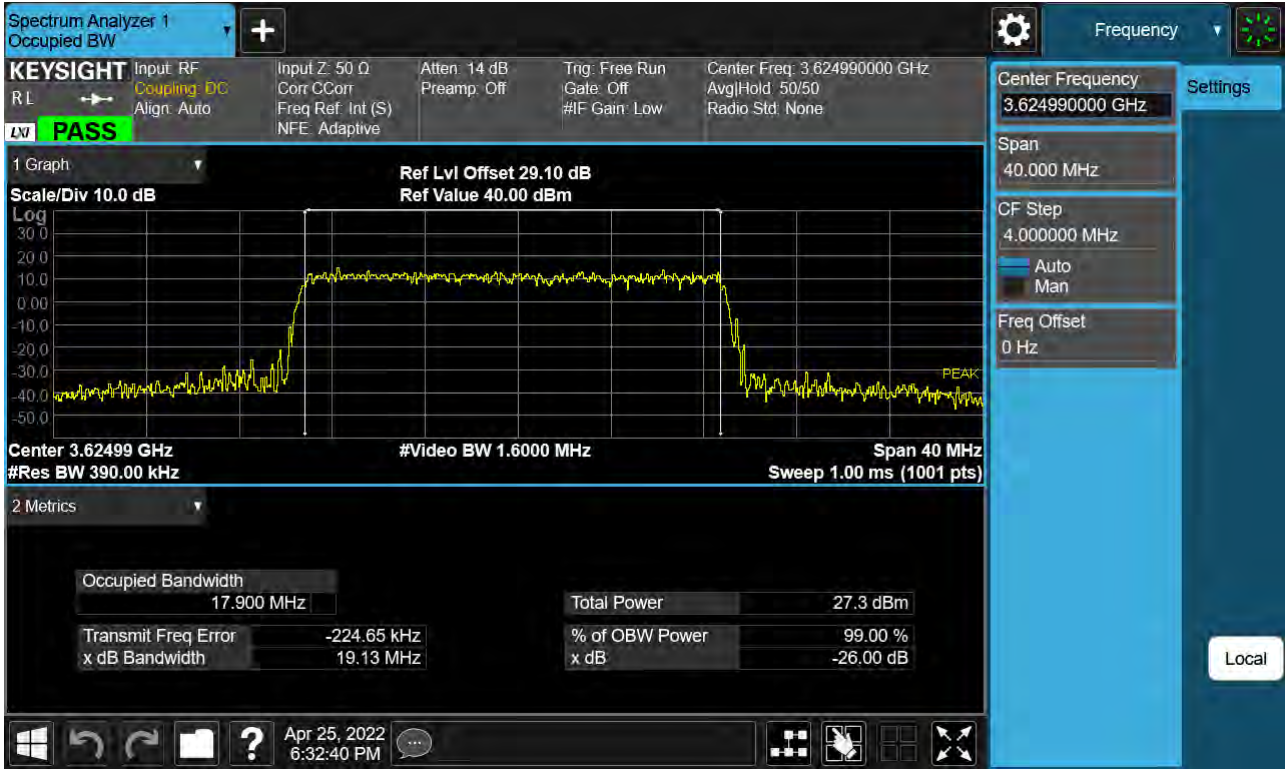 Spectrum Analyzer 1
Occupied BW
+
Frequency
KEYSIGHT
R L
LXI
PASS
Input: RF
Coupling: DC
Align: Auto
Input Z: 50 Ω
Corr CCorr
Freq Ref: Int (S)
NFE: Adaptive
Atten: 14 dB
Preamp: Off
Trig: Free Run
Gate: Off
#IF Gain: Low
Center Freq: 3.624990000 GHz
Avg|Hold: 50/50
Radio Std: None
Center Frequency
3.624990000 GHz
Settings
Span
40.000 MHz
CF Step
4.000000 MHz
Auto
Man
Freq Offset
0 Hz
1 Graph
Scale/Div 10.0 dB
Ref Lvl Offset 29.10 dB
Ref Value 40.00 dBm
Log
30.0
20.0
10.0
0.00
-10.0
-20.0
-30.0
-40.0
-50.0
PEAK
Center 3.62499 GHz
#Video BW 1.6000 MHz
Span 40 MHz
#Res BW 390.00 kHz
Sweep 1.00 ms (1001 pts)
2 Metrics
Occupied Bandwidth
17.900 MHz
Total Power 27.3 dBm
Transmit Freq Error -224.65 kHz
% of OBW Power 99.00 %
x dB Bandwidth 19.13 MHz
x dB -26.00 dB
Local
?
Apr 25, 2022
6:32:40 PM